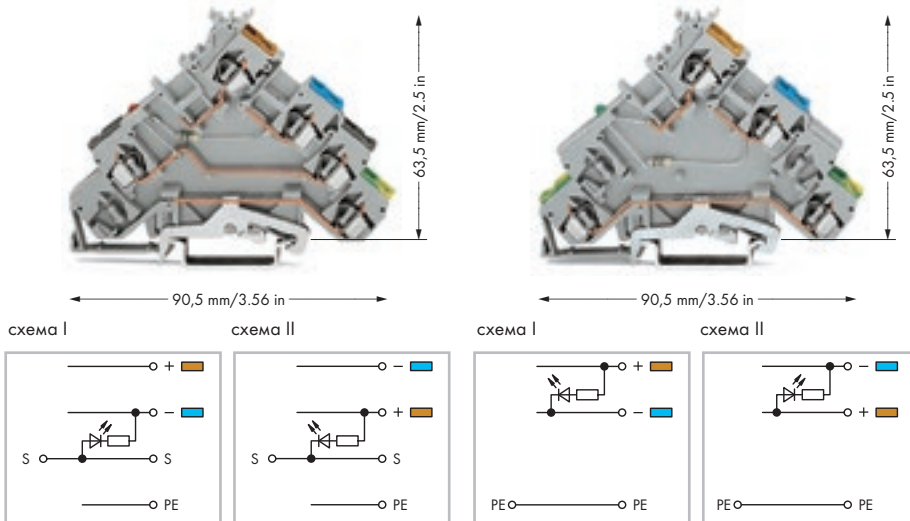 63,5 mm/2.5 in
63,5 mm/2.5 in
90,5 mm/3.56 in
90,5 mm/3.56 in
схема I
схема II
схема I
схема II
+
–
+
–
–
+
–
+
S S
S S
PE
PE
PE PE
PE PE